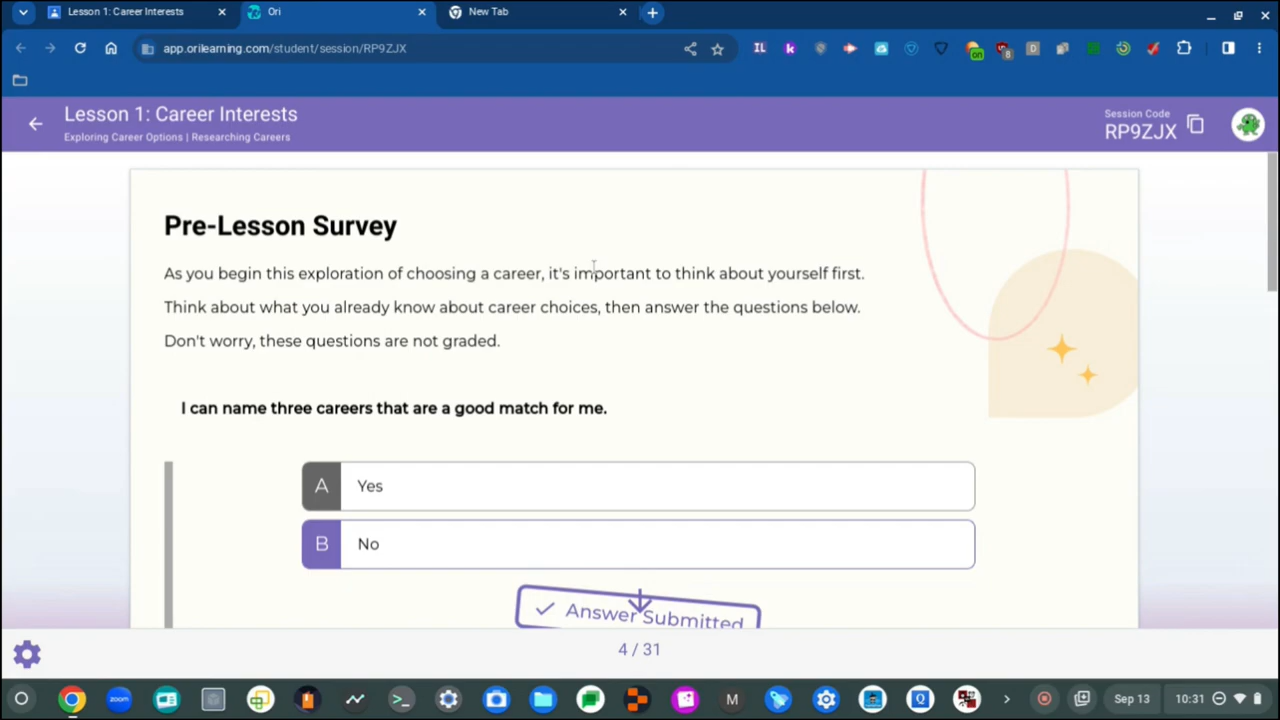 Lesson 1: Career Interests
Ori
New Tab
app.orilearning.com/student/session/RP9ZJX
Lesson 1: Career Interests
Exploring Career Options | Researching Careers
Session Code
RP9ZJX
Pre-Lesson Survey
As you begin this exploration of choosing a career, it's important to think about yourself first.
Think about what you already know about career choices, then answer the questions below.
Don't worry, these questions are not graded.
I can name three careers that are a good match for me.
A Yes
B No
Answer Submitted
4 / 31
zoom
M
Q
Sep 13
10:31